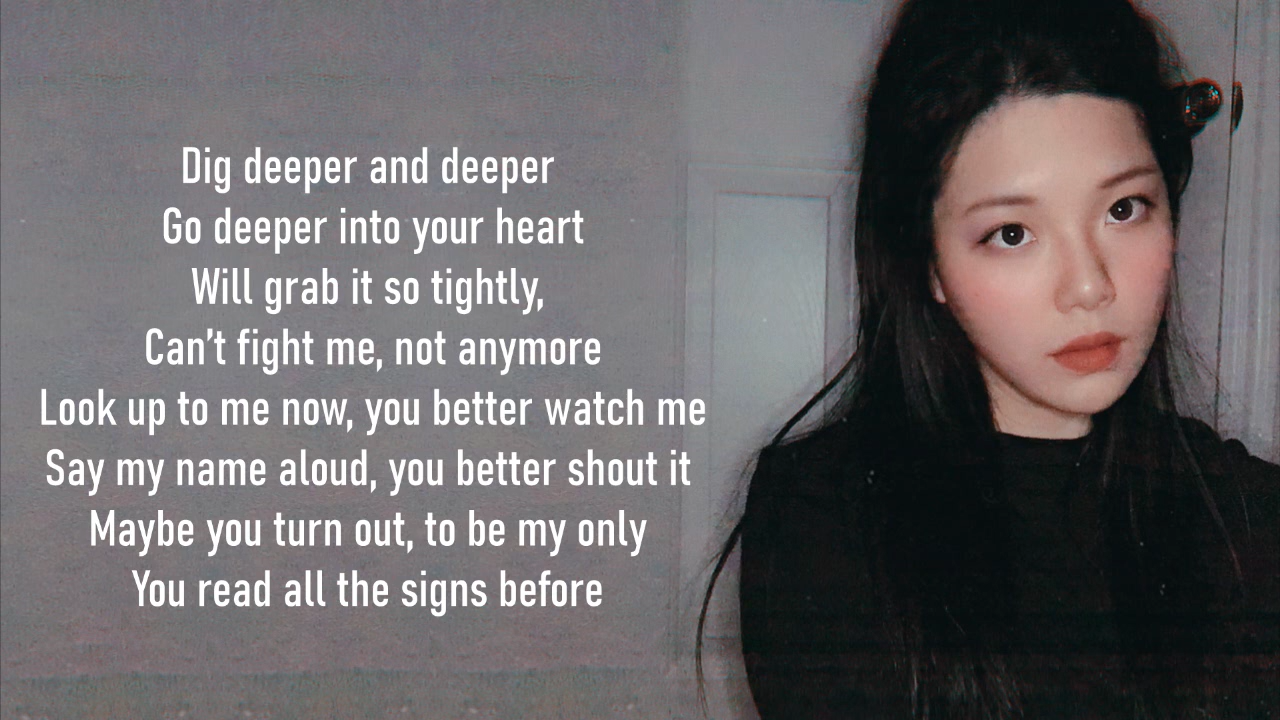 Dig deeper and deeper
Go deeper into your heart
Will grab it so tightly,
Can’t fight me, not anymore
Look up to me now, you better watch me
Say my name aloud, you better shout it
Maybe you turn out, to be my only
You read all the signs before